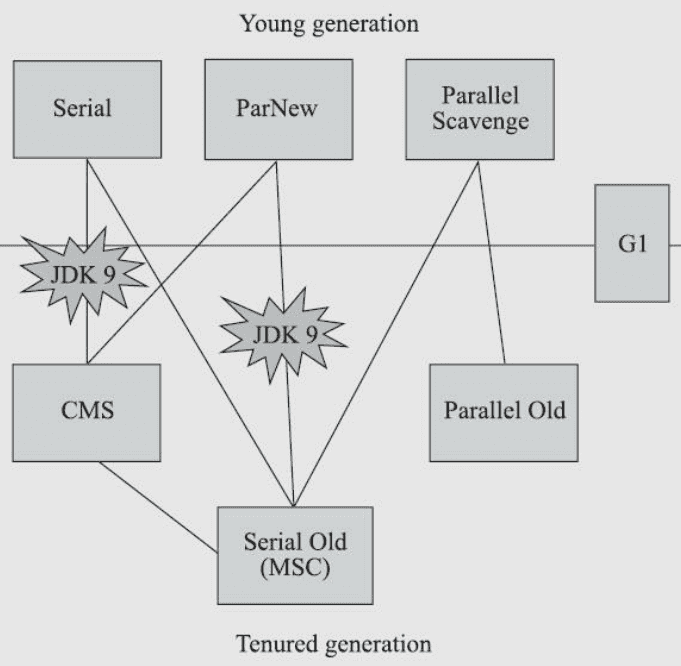 Young generation
Serial
ParNew
Parallel
Scavenge
G1
JDK 9
JDK 9
CMS
Parallel Old
Serial Old
(MSC)
Tenured generation